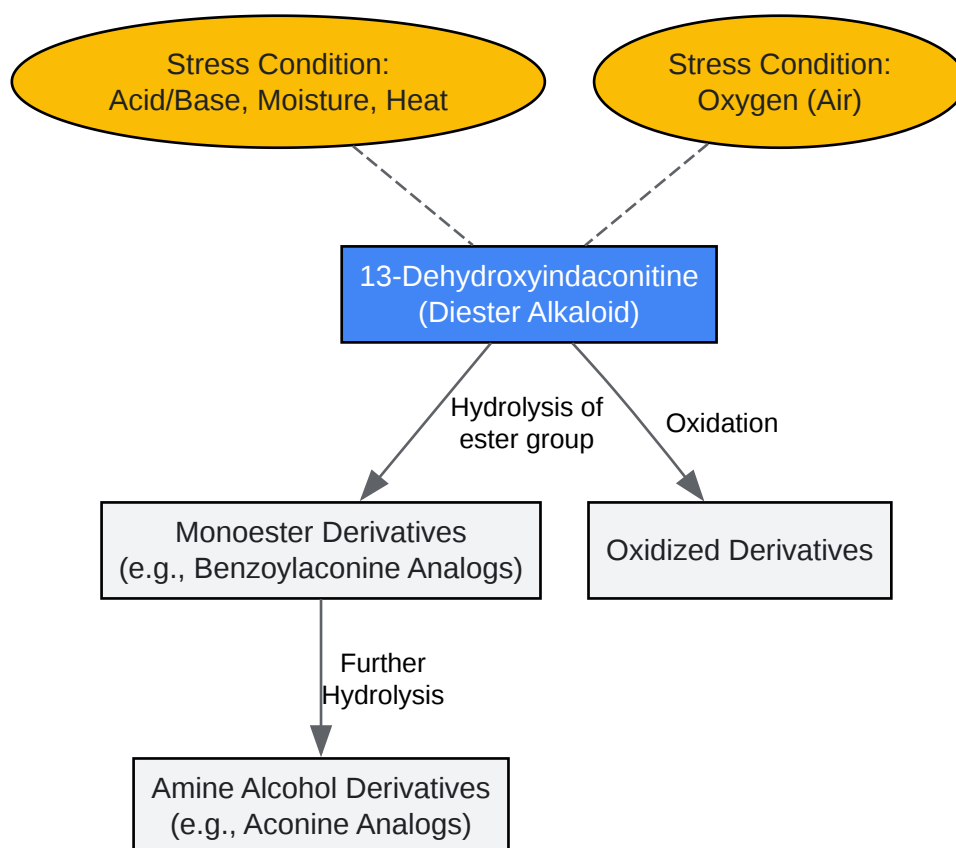 Stress Condition:
Acid/Base, Moisture, Heat
Stress Condition:
Oxygen (Air)
13-Dehydroxyindaconitine
(Diester Alkaloid)
Hydrolysis of
ester group
Oxidation
Monoester Derivatives
(e.g., Benzoylaconine Analogs)
Oxidized Derivatives
Further
Hydrolysis
Amine Alcohol Derivatives
(e.g., Aconine Analogs)